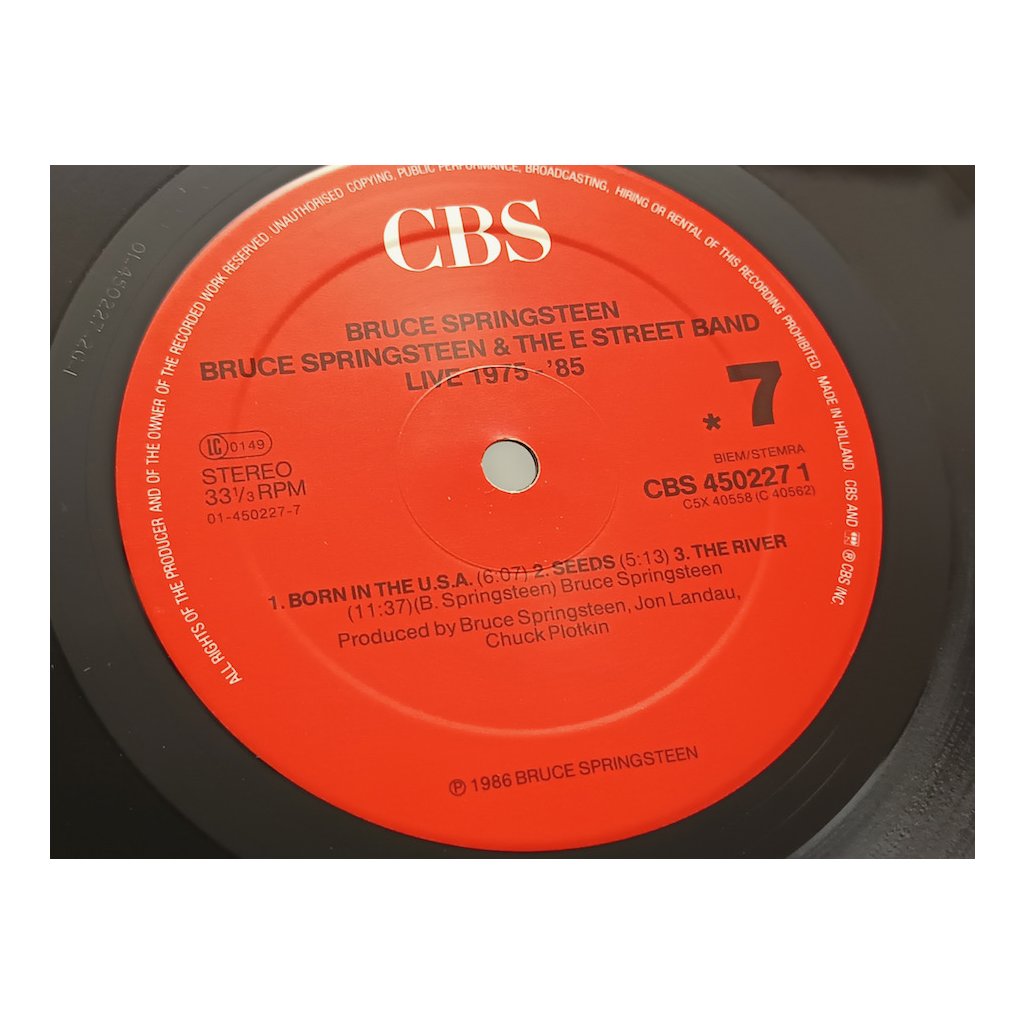 ALL RIGHTS OF THE PRODUCER AND OF THE OWNER OF THE RECORDED WORK RESERVED. UNAUTHORISED COPYING, PUBLIC PERFORMANCE, BROADCASTING, HIRING OR RENTAL OF THIS RECORDING PROHIBITED MADE IN HOLLAND CBS AND ℗ CBS INC.
CBS
BRUCE SPRINGSTEEN
BRUCE SPRINGSTEEN & THE E STREET BAND
LIVE 1975-'85
* 7
LC 0149
STEREO
33 1/3 RPM
01-450227-7
BIEM/STEMRA
CBS 450227 1
C5X 40558 (C 40562)
1. BORN IN THE U.S.A. (6:07) 2. SEEDS (5:13) 3. THE RIVER
(11:37)(B. Springsteen) Bruce Springsteen
Produced by Bruce Springsteen, Jon Landau,
Chuck Plotkin
℗ 1986 BRUCE SPRINGSTEEN